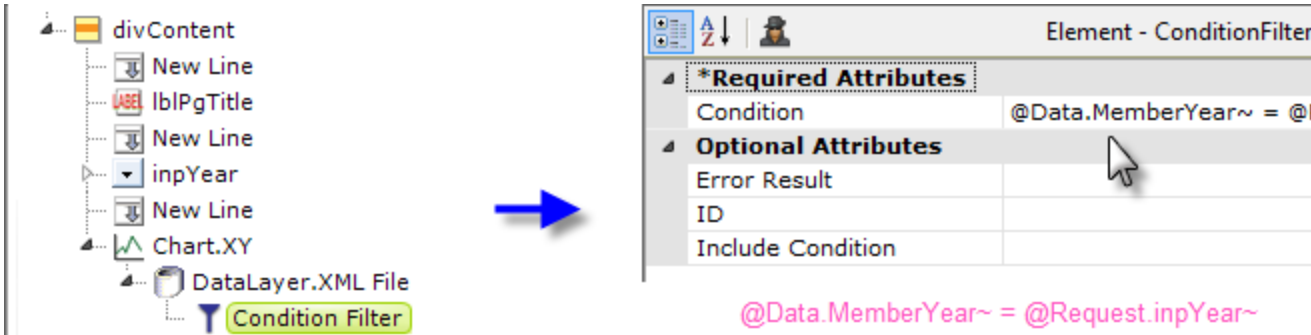 divContent
New Line
LABEL lblPgTitle
New Line
inpYear
New Line
Chart.XY
DataLayer.XML File
Condition Filter
A Z Element - ConditionFilter
*Required Attributes
Condition @Data.MemberYear~ = @
Optional Attributes
Error Result
ID
Include Condition
@Data.MemberYear~ = @Request.inpYear~